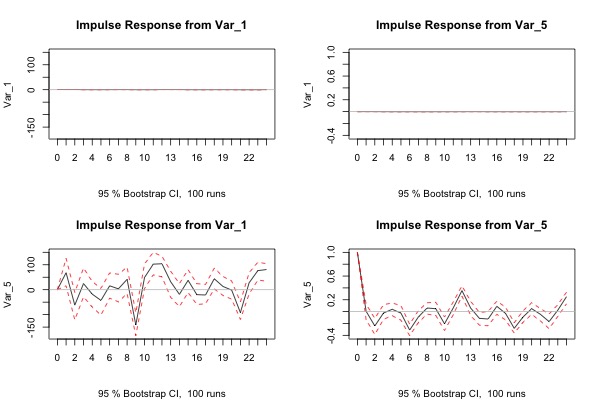 Impulse Response from Var_1
Var_1
-150 0 100
0 2 4 6 8 10 13 16 19 22
95 % Bootstrap CI, 100 runs
Impulse Response from Var_5
Var_1
-0.4 0.2 0.6 1.0
0 2 4 6 8 10 13 16 19 22
95 % Bootstrap CI, 100 runs
Impulse Response from Var_1
Var_5
-150 0 100
0 2 4 6 8 10 13 16 19 22
95 % Bootstrap CI, 100 runs
Impulse Response from Var_5
Var_5
-0.4 0.2 0.6 1.0
0 2 4 6 8 10 13 16 19 22
95 % Bootstrap CI, 100 runs